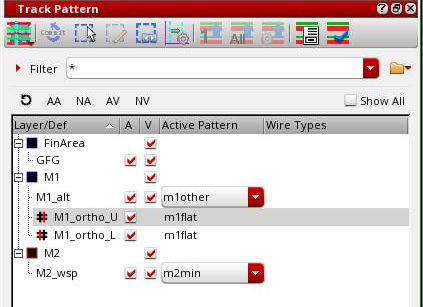 Track Pattern
Commit All
Filter *
AA NA AV NV Show All
Layer/Def A V Active Pattern Wire Types
FinArea
GFG
M1
M1_alt m1other
M1_ortho_U m1flat
M1_ortho_L m1flat
M2
M2_wsp m2min